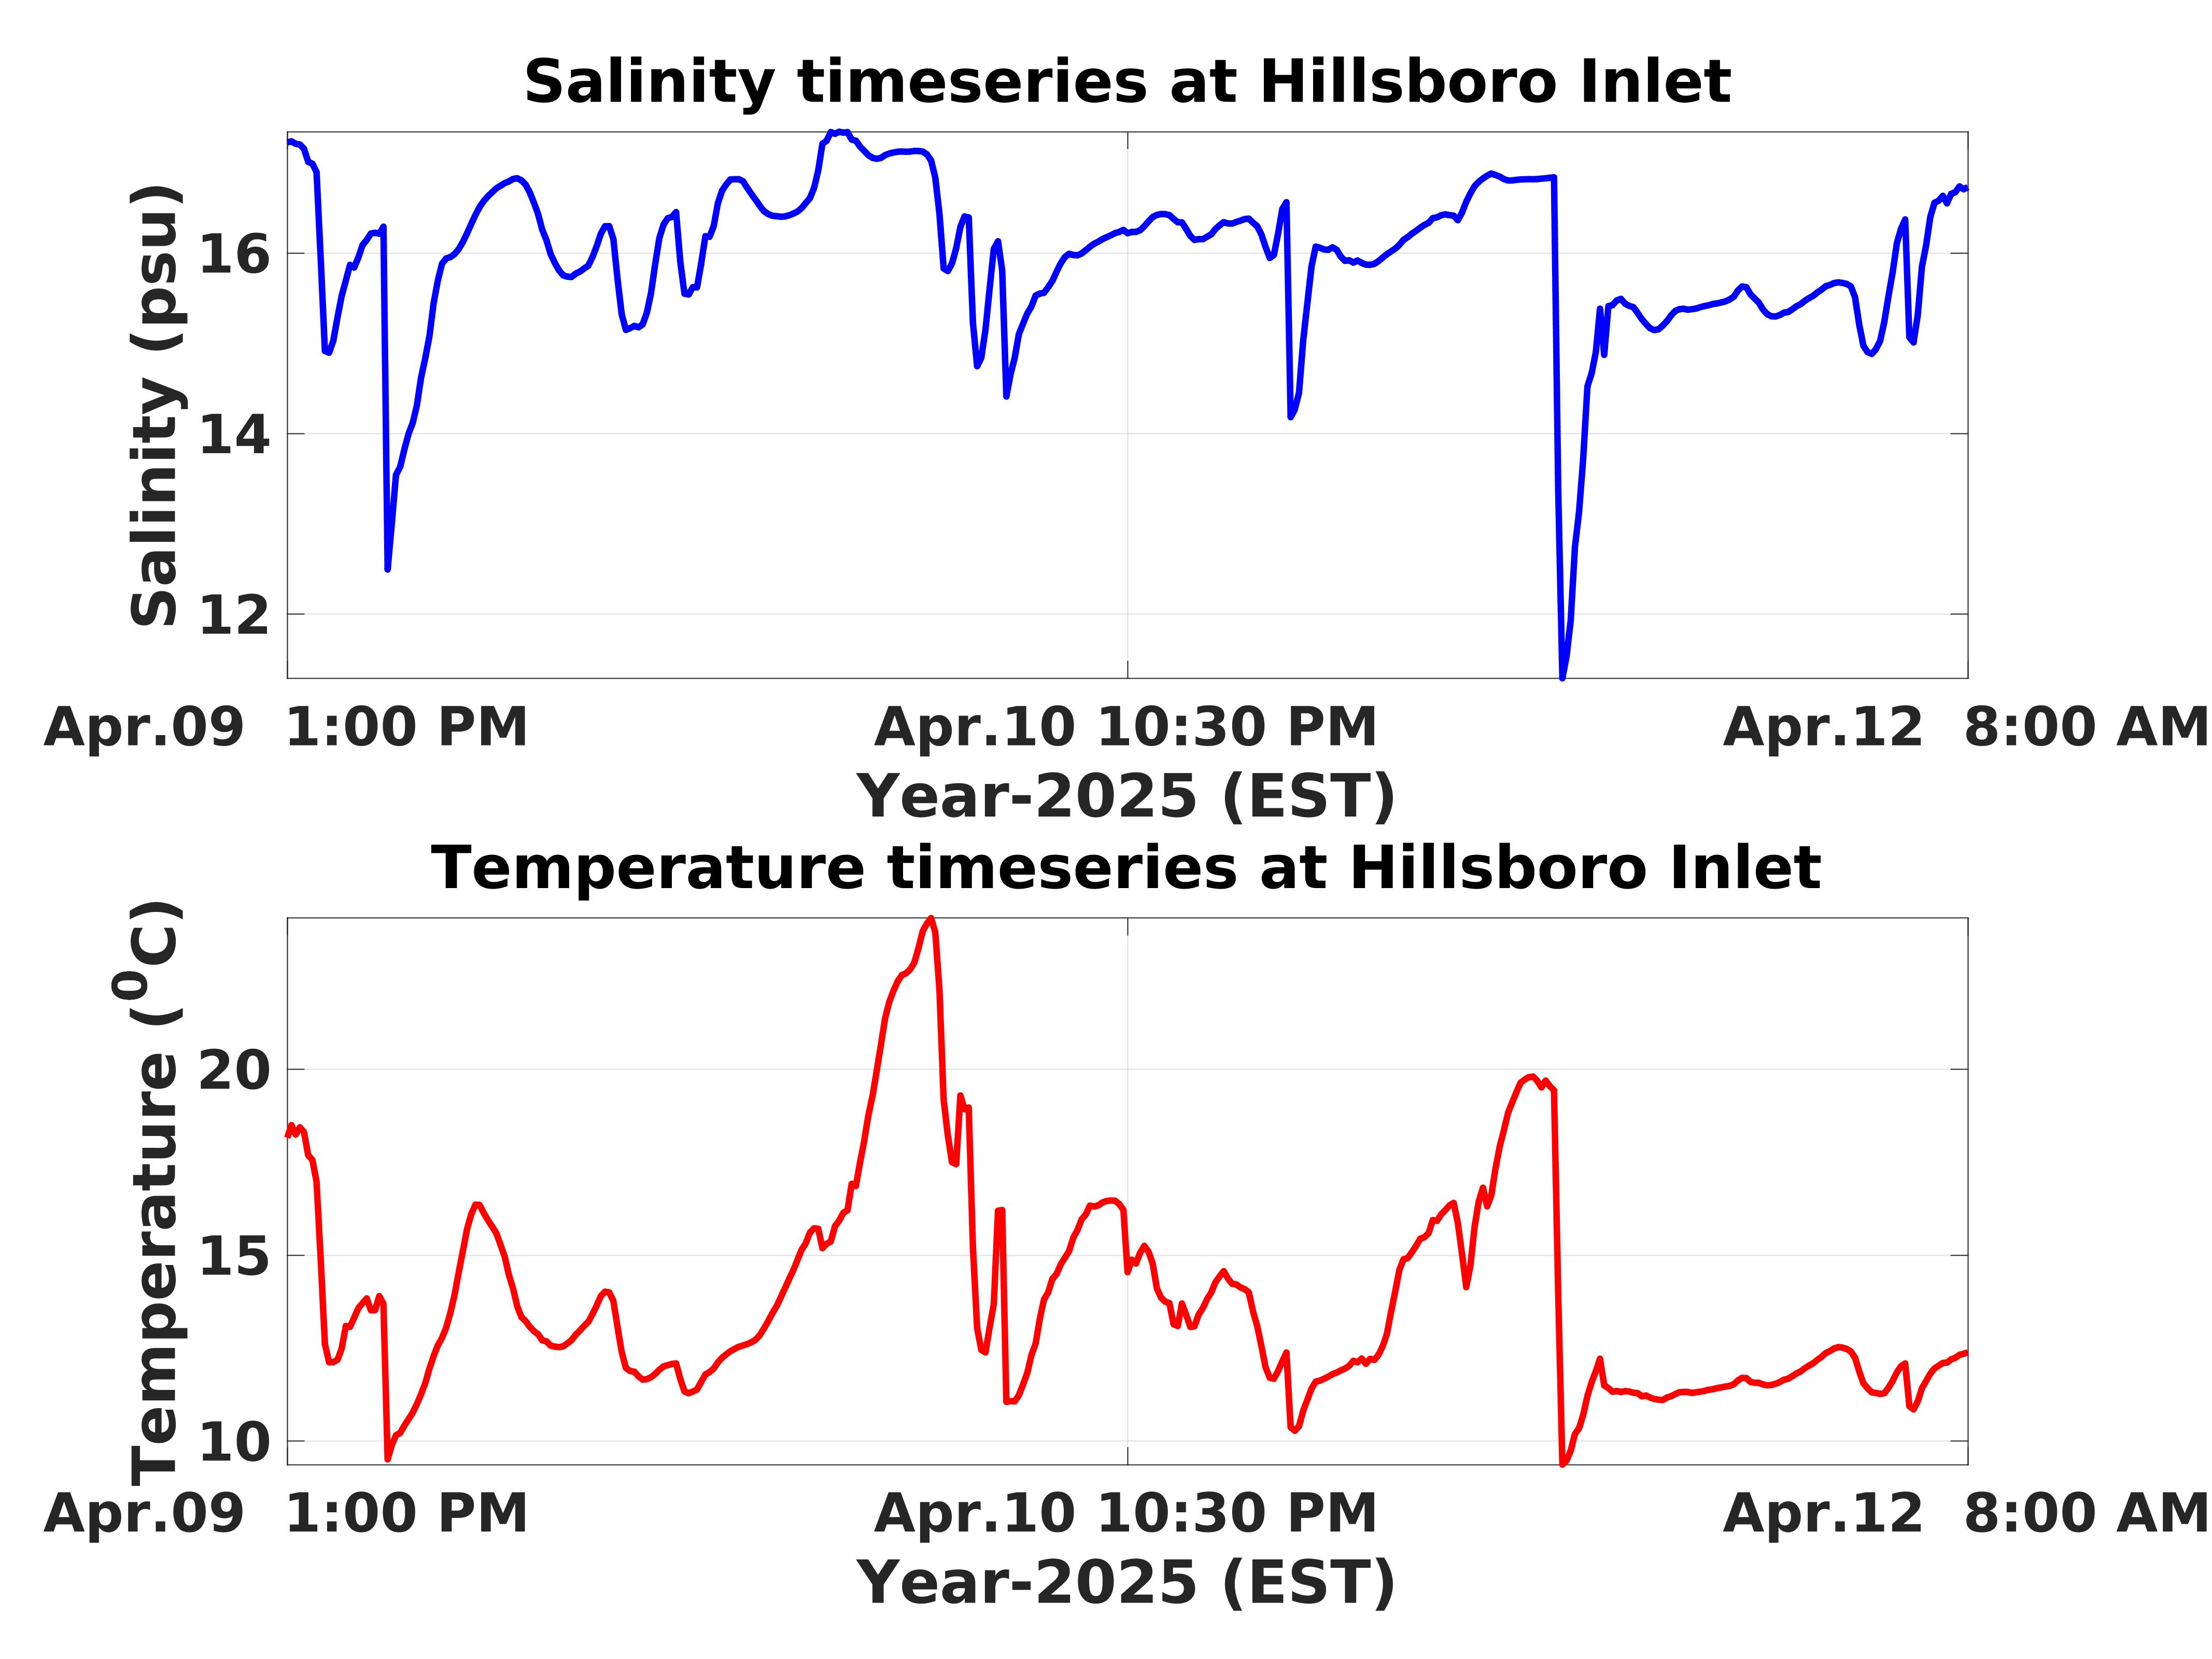 Salinity timeseries at Hillsboro Inlet
Salinity (psu)
16
14
12
Apr.09  1:00 PM
Apr.10 10:30 PM
Apr.12  8:00 AM
Year-2025 (EST)
Temperature timeseries at Hillsboro Inlet
Temperature (⁰C)
20
15
10
Apr.09  1:00 PM
Apr.10 10:30 PM
Apr.12  8:00 AM
Year-2025 (EST)